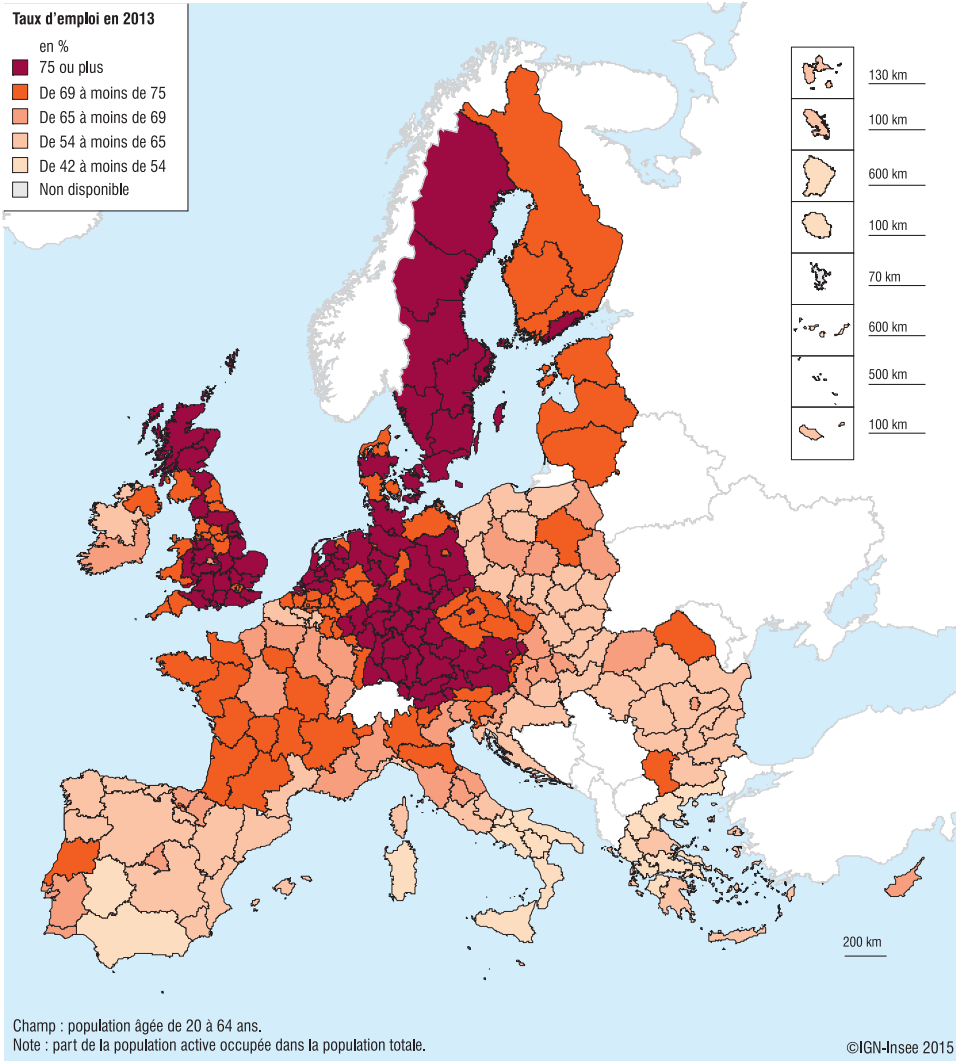 Taux d'emploi en 2013
en %
75 ou plus
De 69 à moins de 75
De 65 à moins de 69
De 54 à moins de 65
De 42 à moins de 54
Non disponible
130 km
100 km
600 km
100 km
70 km
600 km
500 km
100 km
200 km
Champ : population âgée de 20 à 64 ans.
Note : part de la population active occupée dans la population totale.
©IGN-Insee 2015